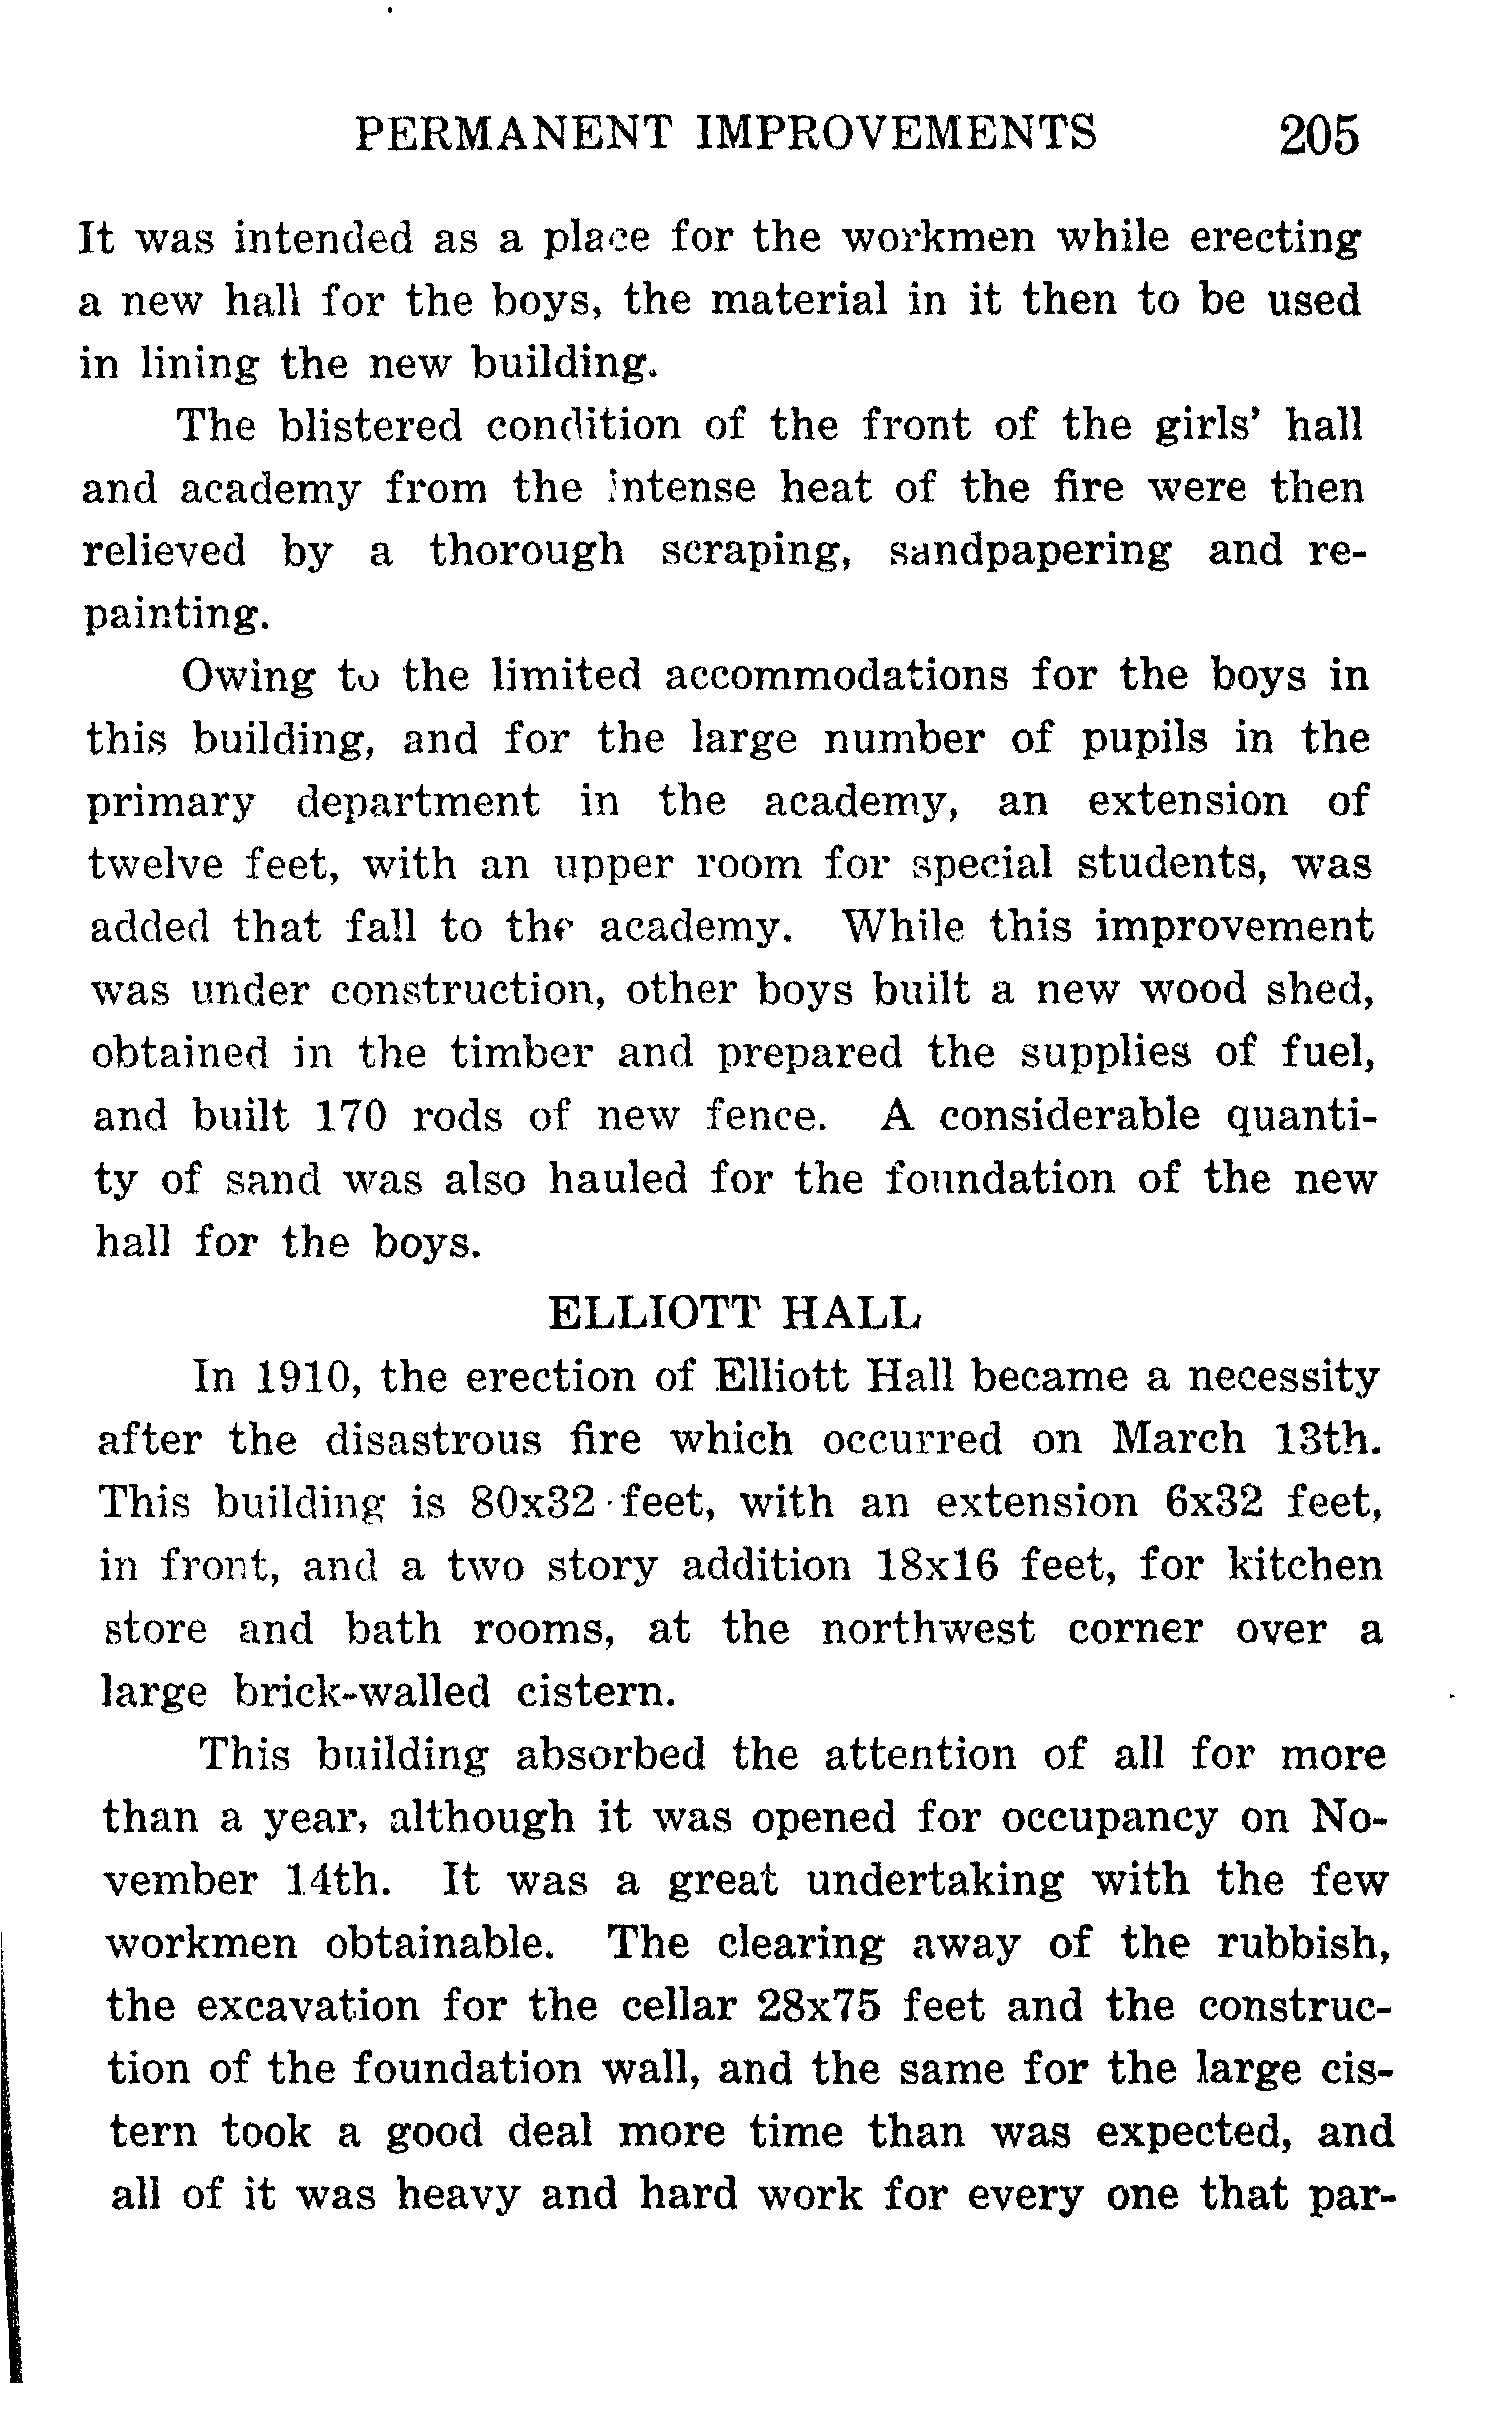 PERMANENT IMPROVEMENTS 205
It was intended as a place for the workmen while erecting
a new hall for the boys, the material in it then to be used
in lining the new building.
The blistered condition of the front of the girls' hall
and academy from the intense heat of the fire were then
relieved by a thorough scraping, sandpapering and re-
painting.
Owing to the limited accommodations for the boys in
this building, and for the large number of pupils in the
primary department in the academy, an extension of
twelve feet, with an upper room for special students, was
added that fall to the academy. While this improvement
was under construction, other boys built a new wood shed,
obtained in the timber and prepared the supplies of fuel,
and built 170 rods of new fence. A considerable quanti-
ty of sand was also hauled for the foundation of the new
hall for the boys.
ELLIOTT HALL
In 1910, the erection of Elliott Hall became a necessity
after the disastrous fire which occurred on March 13th.
This building is 80x32 feet, with an extension 6x32 feet,
in front, and a two story addition 18x16 feet, for kitchen
store and bath rooms, at the northwest corner over a
large brick-walled cistern.
This building absorbed the attention of all for more
than a year, although it was opened for occupancy on No-
vember 14th. It was a great undertaking with the few
workmen obtainable. The clearing away of the rubbish,
the excavation for the cellar 28x75 feet and the construc-
tion of the foundation wall, and the same for the large cis-
tern took a good deal more time than was expected, and
all of it was heavy and hard work for every one that par-